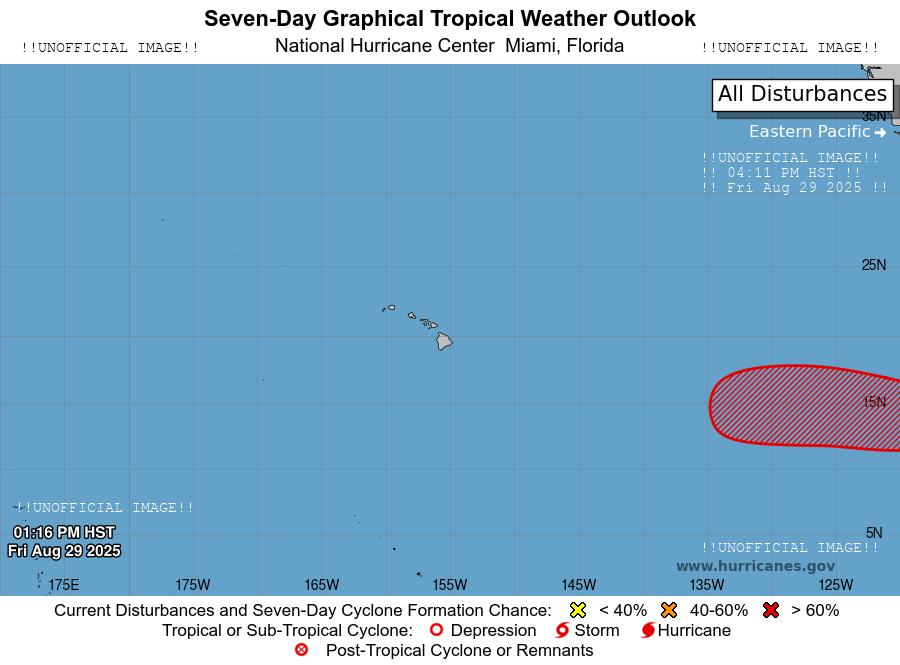 Seven-Day Graphical Tropical Weather Outlook
!!UNOFFICIAL IMAGE!! National Hurricane Center Miami, Florida !!UNOFFICIAL IMAGE!!
All Disturbances
35N
Eastern Pacific
!!UNOFFICIAL IMAGE!!
!! 04:11 PM HST !!
!! Fri Aug 29 2025 !!
25N
15N
!!UNOFFICIAL IMAGE!!
01:16 PM HST
Fri Aug 29 2025
5N
!!UNOFFICIAL IMAGE!!
www.hurricanes.gov
175E 175W 165W 155W 145W 135W 125W
Current Disturbances and Seven-Day Cyclone Formation Chance: < 40% 40-60% > 60%
Tropical or Sub-Tropical Cyclone: Depression Storm Hurricane
Post-Tropical Cyclone or Remnants